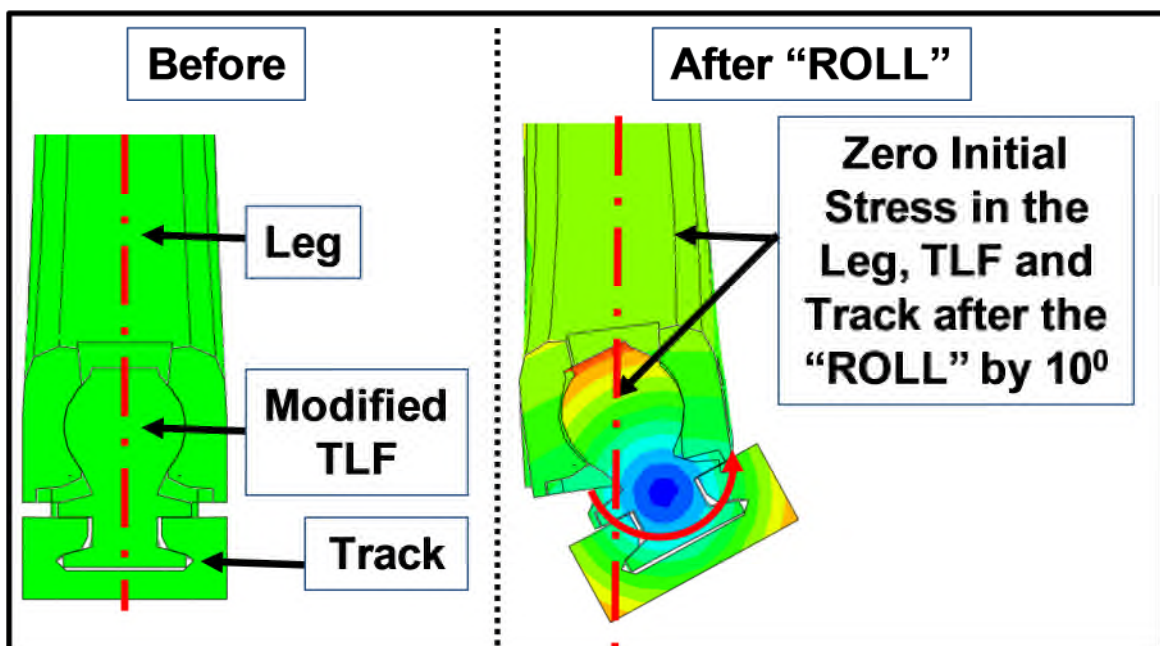 Before
After “ROLL”
Leg
Modified
TLF
Track
Zero Initial
Stress in the
Leg, TLF and
Track after the
“ROLL” by 10⁰